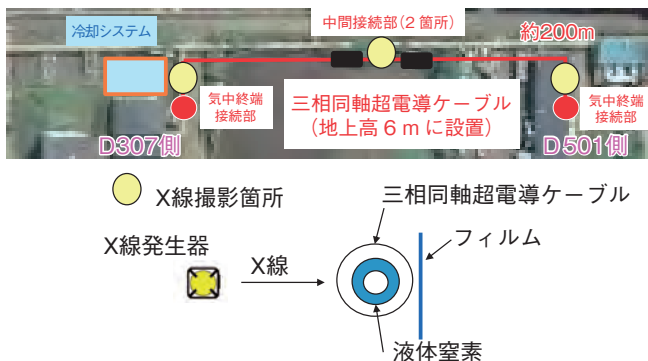 冷却システム
中間接続部(2箇所)
約200m
気中終端
接続部
三相同軸超電導ケーブル
(地上高6mに設置)
気中終端
接続部
D307側
D501側
X線撮影箇所
三相同軸超電導ケーブル
X線発生器
X線
フィルム
液体窒素